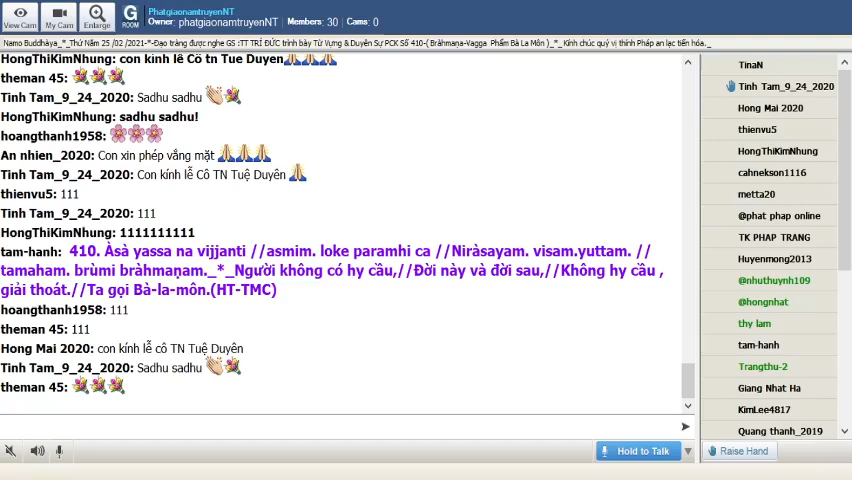 View Cam
My Cam
Enlarge
G
ROOM
PhatgiaonamtruyenNT
Owner: phatgiaonamtruyenNT Members: 30 Cams: 0
Namo Buddhàya_*_Thứ Năm 25 /02 /2021-*-Đạo tràng được nghe GS :TT TRÍ ĐỨC trình bày Từ Vựng & Duyên Sự PCK Số 410-( Bràhmaṇa-Vagga Phẩm Bà La Môn )_*_Kính chúc quý vị thính Pháp an lạc tiến hóa._
HongThiKimNhung: con kinh lê Cô tn Tue Duyen
theman 45:
Tinh Tam_9_24_2020: Sadhu sadhu
HongThiKimNhung: sadhu sadhu!
hoangthanh1958:
An nhien_2020: Con xin phép vắng mặt
Tinh Tam_9_24_2020: Con kính lễ Cô TN Tuệ Duyên
thienvu5: 111
Tinh Tam_9_24_2020: 111
HongThiKimNhung: 1111111111
tam-hanh: 410. Àsà yassa na vijjanti //asmim. loke paramhi ca //Niràsayam. visam.yuttam. //
tamaham. brùmi bràhmaṇam._*_Người không có hy cầu,//Đời này và đời sau,//Không hy cầu ,
giải thoát.//Ta gọi Bà-la-môn.(HT-TMC)
hoangthanh1958: 111
theman 45: 111
Hong Mai 2020: con kính lễ cô TN Tuệ Duyên
Tinh Tam_9_24_2020: Sadhu sadhu
theman 45:
TinaN
Tinh Tam_9_24_2020
Hong Mai 2020
thienvu5
HongThiKimNhung
cahnekson1116
metta20
@phat phap online
TK PHAP TRANG
Huyenmong2013
@nhuthuynh109
@hongnhat
thy lam
tam-hanh
Trangthu-2
Giang Nhat Ha
KimLee4817
Quang thanh_2019
Hold to Talk
Raise Hand